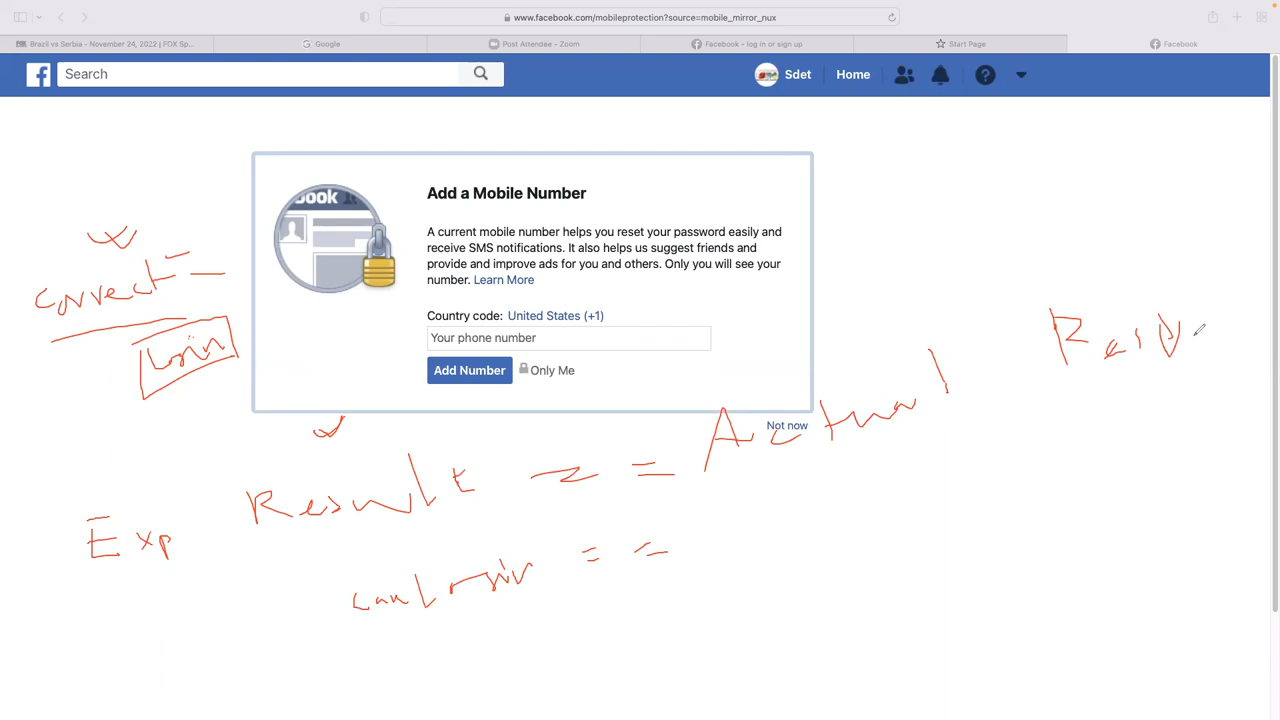 www.facebook.com/mobileprotection?source=mobile_mirror_nux
Brazil vs Serbia - November 24, 2022 | FOX Sp...
Google
Post Attendee - Zoom
Facebook - log in or sign up
Start Page
Facebook
Search
Sdet
Home
book
Add a Mobile Number
A current mobile number helps you reset your password easily and
receive SMS notifications. It also helps us suggest friends and
provide and improve ads for you and others. Only you will see your
number. Learn More
Country code: United States (+1)
Your phone number
Add Number
Only Me
Not now
correct
Login
Actual
Exp Result = =
= =